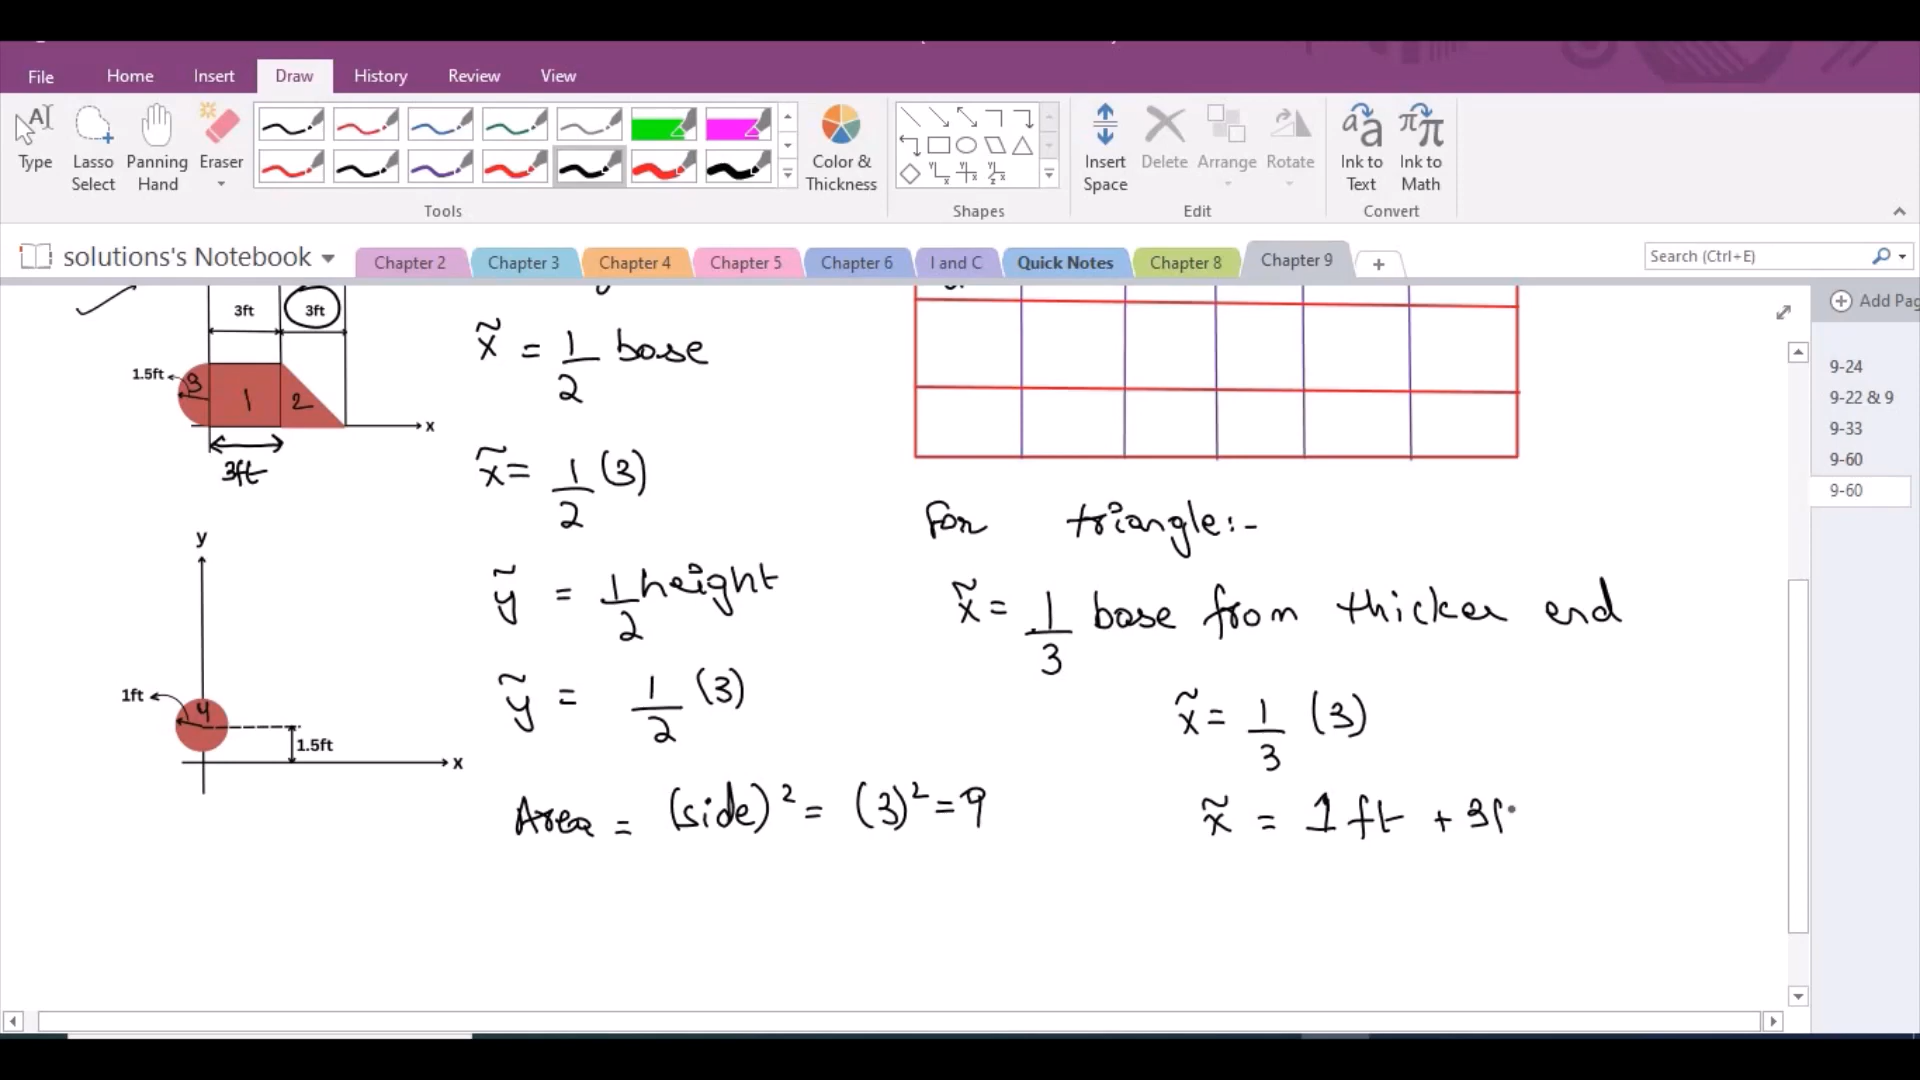 File Home Insert Draw History Review View
Type
Lasso Select
Panning Hand
Eraser
Color & Thickness
Insert Space
Delete
Arrange
Rotate
Ink to Text
Ink to Math
Tools
Shapes
Edit
Convert
solutions's Notebook
Chapter 2
Chapter 3
Chapter 4
Chapter 5
Chapter 6
I and C
Quick Notes
Chapter 8
Chapter 9
Search (Ctrl+E)
Add Pag
9-24
9-22 & 9
9-33
9-60
9-60
3ft 3ft
1.5ft 3 1 2 x
3ft
y
1ft 4
1.5ft
x
x̃ = 1/2 base
x̃ = 1/2 (3)
ỹ = 1/2 height
ỹ = 1/2 (3)
Area = (side)² = (3)² = 9
For triangle:-
x̃ = 1/3 base from thicker end
x̃ = 1/3 (3)
x̃ = 1 ft + 3f